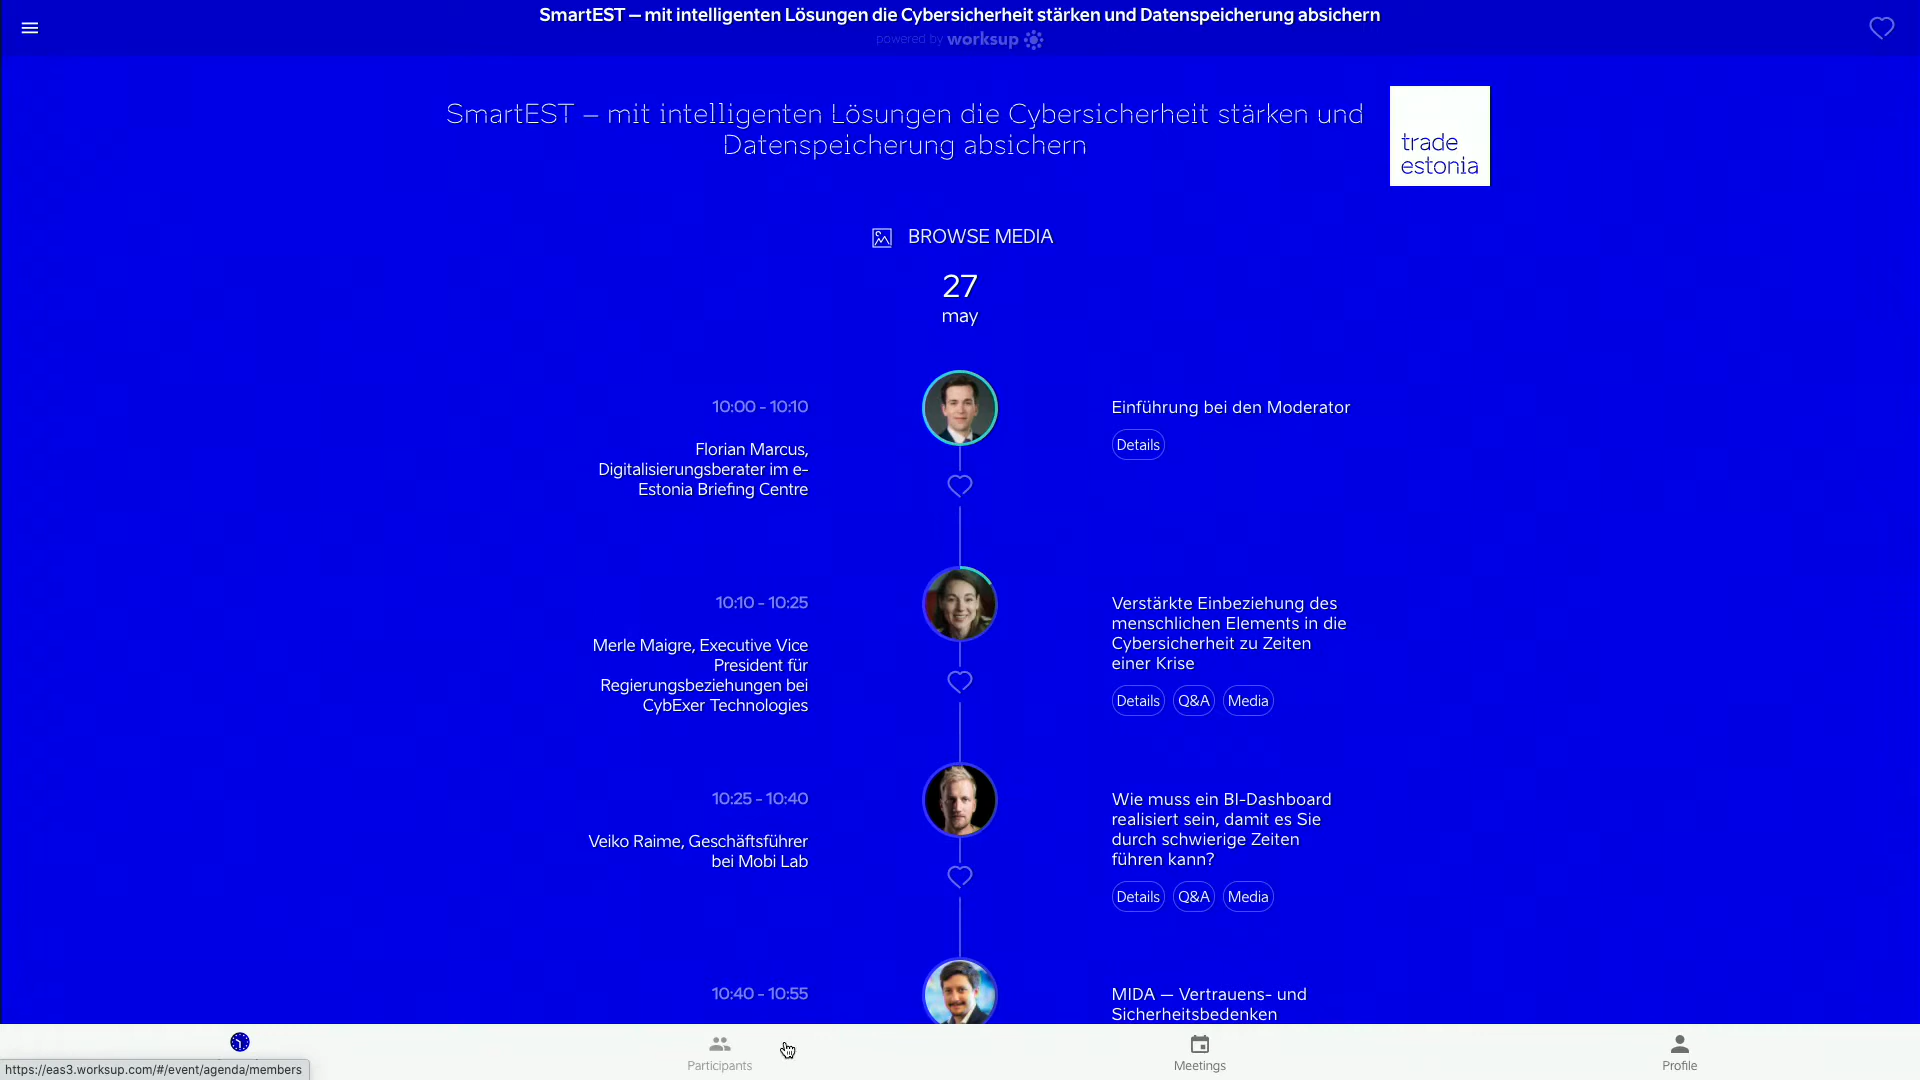 SmartEST – mit intelligenten Lösungen die Cybersicherheit stärken und Datenspeicherung absichern
powered by worksup
SmartEST – mit intelligenten Lösungen die Cybersicherheit stärken und
Datenspeicherung absichern
trade
estonia
BROWSE MEDIA
27
may
10:00 - 10:10
Florian Marcus,
Digitalisierungsberater im e-
Estonia Briefing Centre
Einführung bei den Moderator
Details
10:10 - 10:25
Merle Maigre, Executive Vice
President für
Regierungsbeziehungen bei
CybExer Technologies
Verstärkte Einbeziehung des
menschlichen Elements in die
Cybersicherheit zu Zeiten
einer Krise
Details Q&A Media
10:25 - 10:40
Veiko Raime, Geschäftsführer
bei Mobi Lab
Wie muss ein BI-Dashboard
realisiert sein, damit es Sie
durch schwierige Zeiten
führen kann?
Details Q&A Media
10:40 - 10:55
MIDA — Vertrauens- und
Sicherheitsbedenken
Participants
Meetings
Profile
https://eas3.worksup.com/#/event/agenda/members